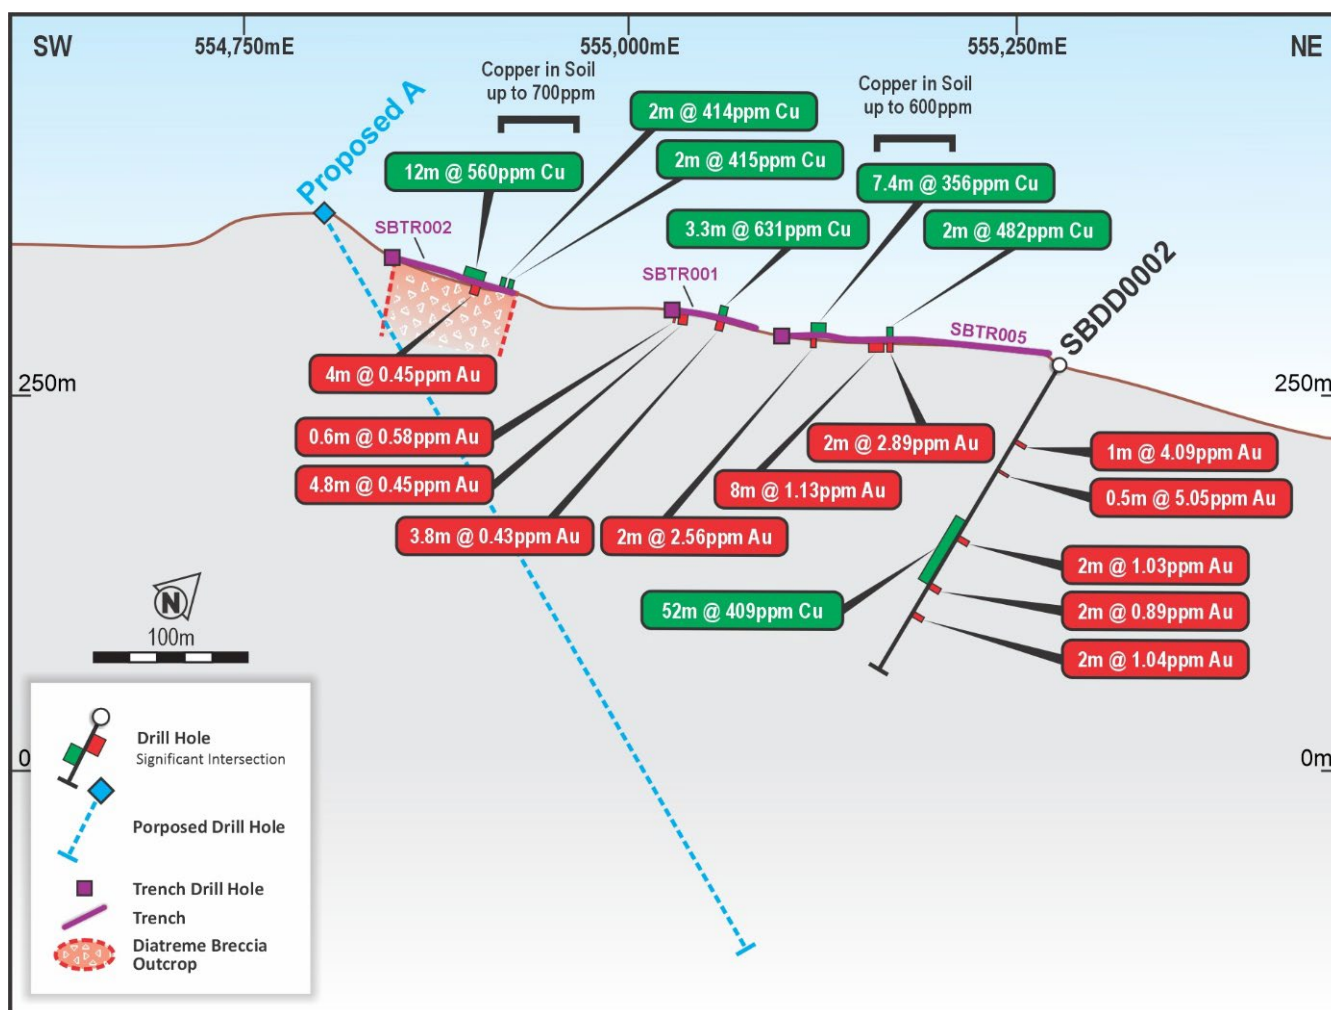 SW
554,750mE
555,000mE
555,250mE
NE
Copper in Soil
up to 700ppm
Copper in Soil
up to 600ppm
Proposed A
2m @ 414ppm Cu
2m @ 415ppm Cu
12m @ 560ppm Cu
7.4m @ 356ppm Cu
3.3m @ 631ppm Cu
2m @ 482ppm Cu
SBTR002
SBTR001
SBTR005
SBDD0002
250m
250m
4m @ 0.45ppm Au
0.6m @ 0.58ppm Au
4.8m @ 0.45ppm Au
3.8m @ 0.43ppm Au
2m @ 2.56ppm Au
8m @ 1.13ppm Au
2m @ 2.89ppm Au
1m @ 4.09ppm Au
0.5m @ 5.05ppm Au
2m @ 1.03ppm Au
2m @ 0.89ppm Au
2m @ 1.04ppm Au
52m @ 409ppm Cu
N
100m
0
0m
Drill Hole
Significant Intersection
Porposed Drill Hole
Trench Drill Hole
Trench
Diatreme Breccia
Outcrop